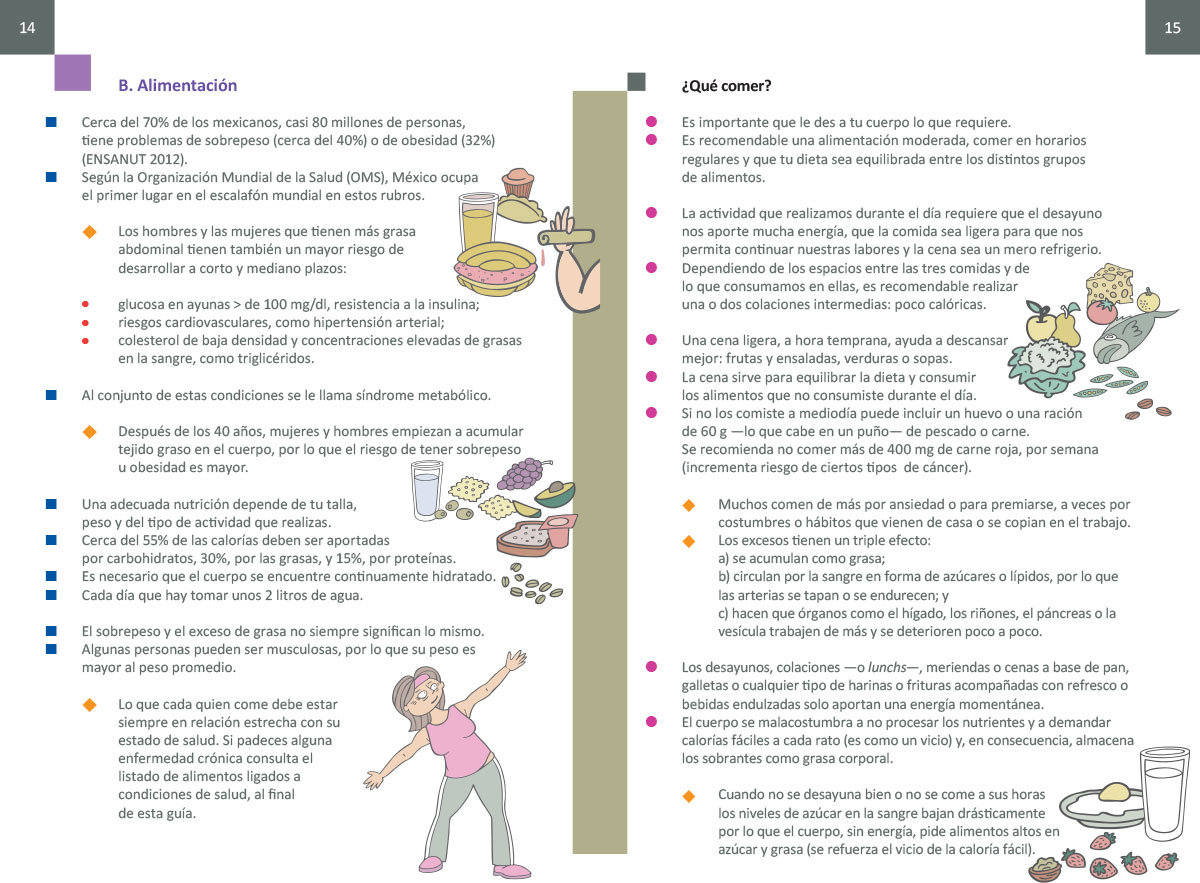 14
B. Alimentación
Cerca del 70% de los mexicanos, casi 80 millones de personas,
tiene problemas de sobrepeso (cerca del 40%) o de obesidad (32%)
(ENSANUT 2012).
Según la Organización Mundial de la Salud (OMS), México ocupa
el primer lugar en el escalafón mundial en estos rubros.
Los hombres y las mujeres que tienen más grasa
abdominal tienen también un mayor riesgo de
desarrollar a corto y mediano plazos:
glucosa en ayunas > de 100 mg/dl, resistencia a la insulina;
riesgos cardiovasculares, como hipertensión arterial;
colesterol de baja densidad y concentraciones elevadas de grasas
en la sangre, como triglicéridos.
Al conjunto de estas condiciones se le llama síndrome metabólico.
Después de los 40 años, mujeres y hombres empiezan a acumular
tejido graso en el cuerpo, por lo que el riesgo de tener sobrepeso
u obesidad es mayor.
Una adecuada nutrición depende de tu talla,
peso y del tipo de actividad que realizas.
Cerca del 55% de las calorías deben ser aportadas
por carbohidratos, 30%, por las grasas, y 15%, por proteínas.
Es necesario que el cuerpo se encuentre continuamente hidratado.
Cada día que hay tomar unos 2 litros de agua.
El sobrepeso y el exceso de grasa no siempre significan lo mismo.
Algunas personas pueden ser musculosas, por lo que su peso es
mayor al peso promedio.
Lo que cada quien come debe estar
siempre en relación estrecha con su
estado de salud. Si padeces alguna
enfermedad crónica consulta el
listado de alimentos ligados a
condiciones de salud, al final
de esta guía.
15
¿Qué comer?
Es importante que le des a tu cuerpo lo que requiere.
Es recomendable una alimentación moderada, comer en horarios
regulares y que tu dieta sea equilibrada entre los distintos grupos
de alimentos.
La actividad que realizamos durante el día requiere que el desayuno
nos aporte mucha energía, que la comida sea ligera para que nos
permita continuar nuestras labores y la cena sea un mero refrigerio.
Dependiendo de los espacios entre las tres comidas y de
lo que consumamos en ellas, es recomendable realizar
una o dos colaciones intermedias: poco calóricas.
Una cena ligera, a hora temprana, ayuda a descansar
mejor: frutas y ensaladas, verduras o sopas.
La cena sirve para equilibrar la dieta y consumir
los alimentos que no consumiste durante el día.
Si no los comiste a mediodía puede incluir un huevo o una ración
de 60 g —lo que cabe en un puño— de pescado o carne.
Se recomienda no comer más de 400 mg de carne roja, por semana
(incrementa riesgo de ciertos tipos de cáncer).
Muchos comen de más por ansiedad o para premiarse, a veces por
costumbres o hábitos que vienen de casa o se copian en el trabajo.
Los excesos tienen un triple efecto:
a) se acumulan como grasa;
b) circulan por la sangre en forma de azúcares o lípidos, por lo que
las arterias se tapan o se endurecen; y
c) hacen que órganos como el hígado, los riñones, el páncreas o la
vesícula trabajen de más y se deterioren poco a poco.
Los desayunos, colaciones —o lunchs—, meriendas o cenas a base de pan,
galletas o cualquier tipo de harinas o frituras acompañadas con refresco o
bebidas endulzadas solo aportan una energía momentánea.
El cuerpo se malacostumbra a no procesar los nutrientes y a demandar
calorías fáciles a cada rato (es como un vicio) y, en consecuencia, almacena
los sobrantes como grasa corporal.
Cuando no se desayuna bien o no se come a sus horas
los niveles de azúcar en la sangre bajan drásticamente
por lo que el cuerpo, sin energía, pide alimentos altos en
azúcar y grasa (se refuerza el vicio de la caloría fácil).